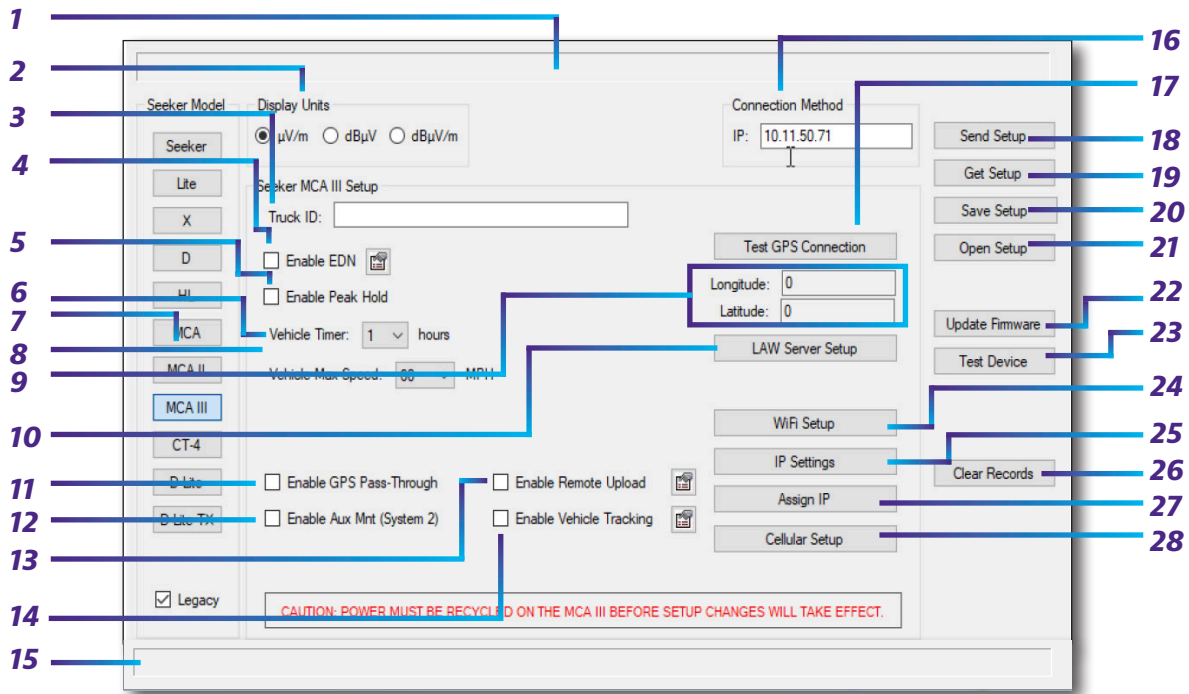 1
2
3
4
5
6
7
8
9
10
11
12
13
14
15
16
17
18
19
20
21
22
23
24
25
26
27
28
Seeker Model
Seeker
Lite
X
D
HL
MCA
MCA II
MCA III
CT-4
D-Lite
D-Lite TX
Legacy
Display Units
µV/m
dBµV
dBµV/m
Connection Method
IP: 10.11.50.71
Seeker MCA III Setup
Truck ID:
Enable EDN
Enable Peak Hold
Vehicle Timer: 1 hours
Vehicle Max Speed: MPH
Enable GPS Pass-Through
Enable Aux Mnt (System 2)
Enable Remote Upload
Enable Vehicle Tracking
Test GPS Connection
Longitude: 0
Latitude: 0
LAW Server Setup
WiFi Setup
IP Settings
Assign IP
Cellular Setup
CAUTION: POWER MUST BE RECYCLED ON THE MCA III BEFORE SETUP CHANGES WILL TAKE EFFECT.
Send Setup
Get Setup
Save Setup
Open Setup
Update Firmware
Test Device
Clear Records